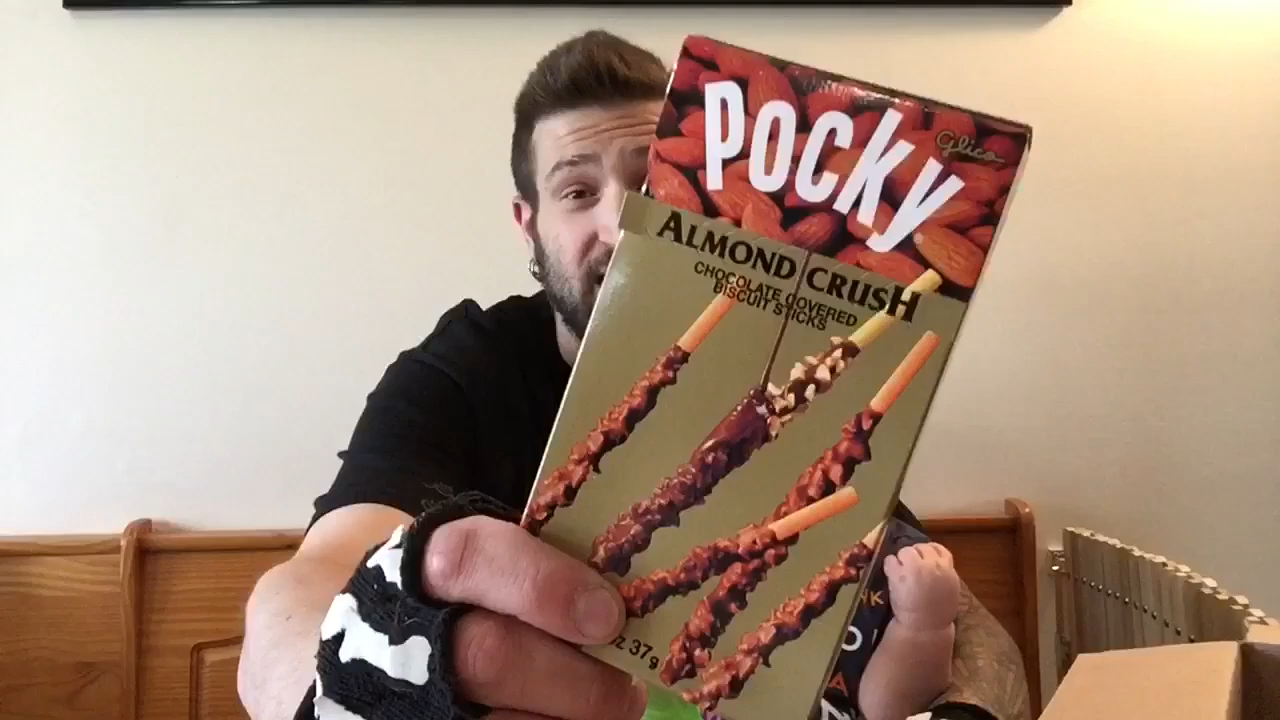 POCKY
Glico
ALMOND CRUSH
CHOCOLATE COVERED
BISCUIT STICKS
OZ 37g